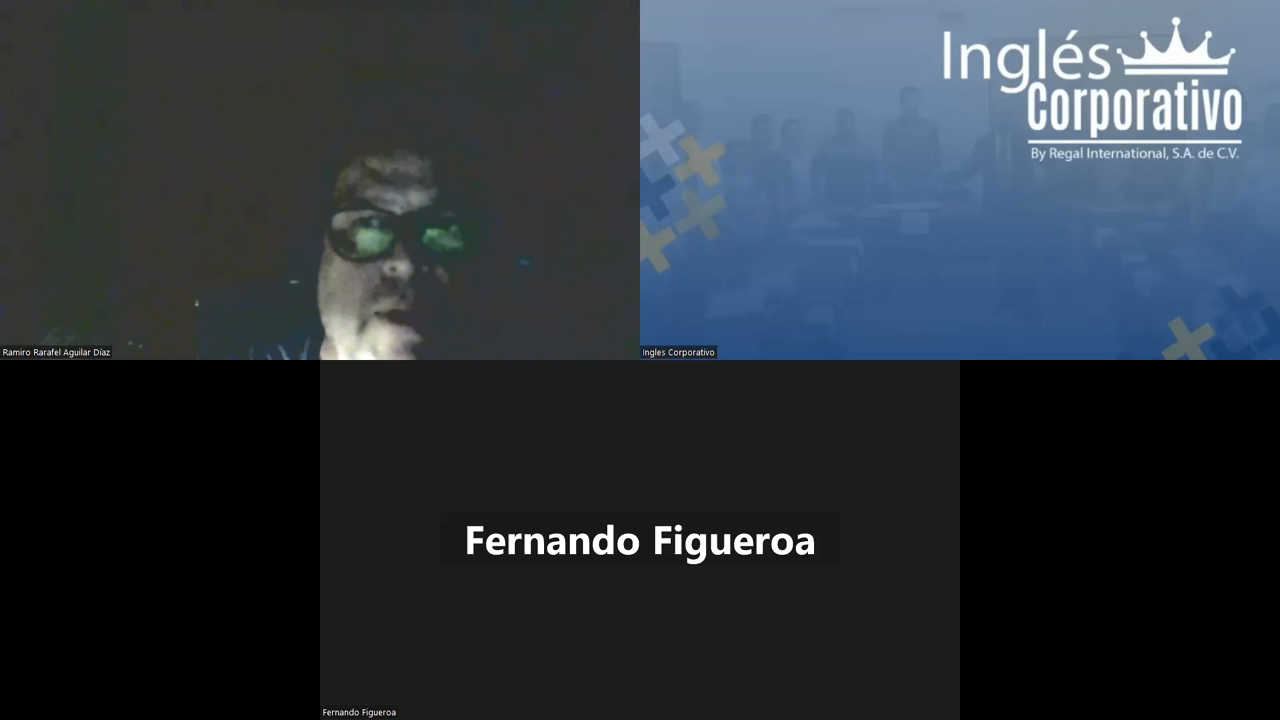 Inglés
Corporativo
By Regal International, S.A. de C.V.
Ramiro Rarafel Aguilar Díaz
Ingles Corporativo
Fernando Figueroa
Fernando Figueroa